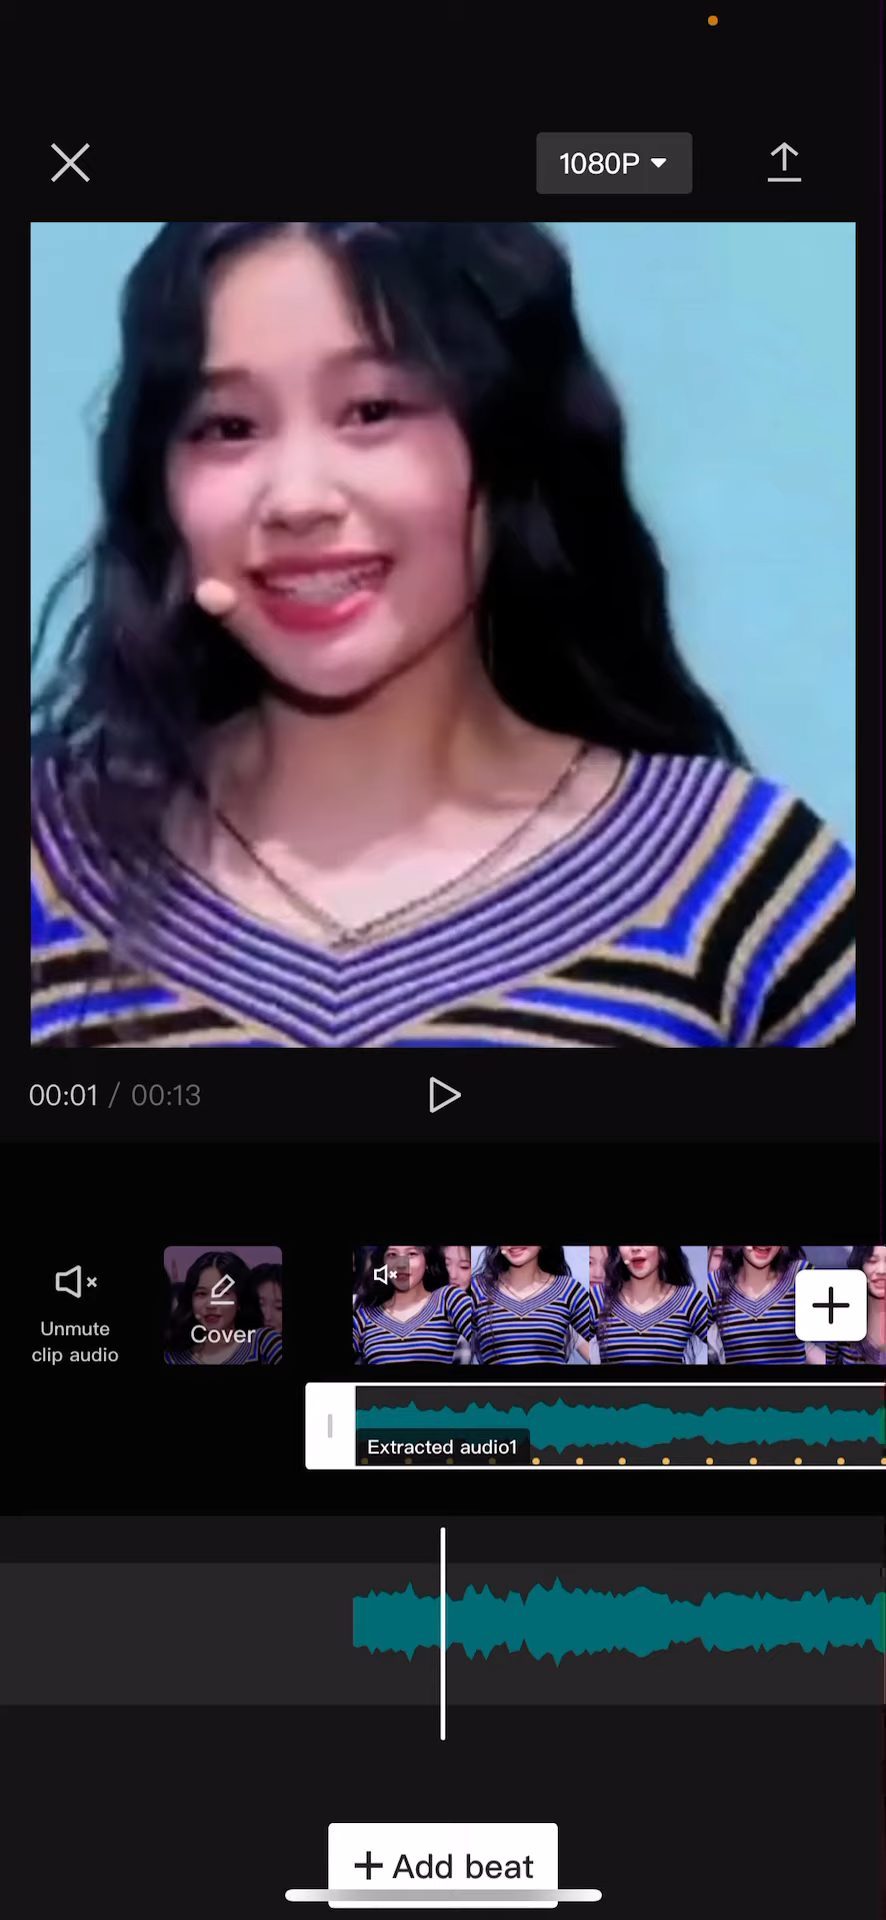 1080P
00:01 / 00:13
Unmute
clip audio
Cover
Extracted audio1
+ Add beat